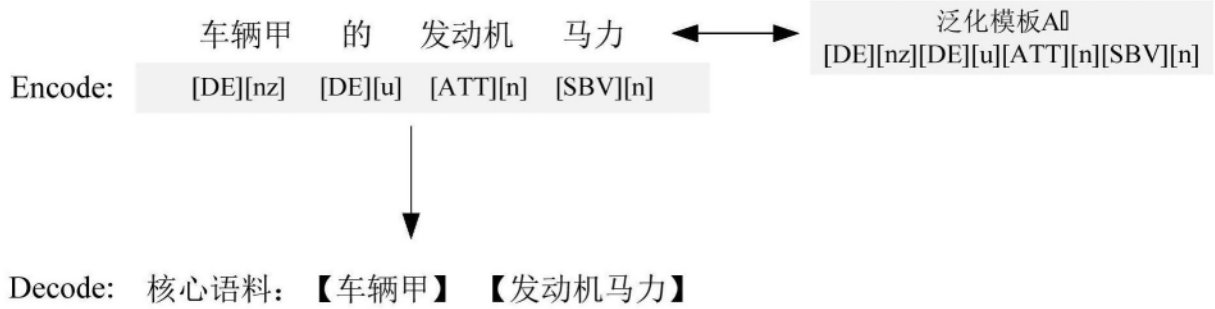 车辆甲 的 发动机 马力
泛化模板A▯
[DE][nz][DE][u][ATT][n][SBV][n]
Encode: [DE][nz] [DE][u] [ATT][n] [SBV][n]
Decode: 核心语料：【车辆甲】 【发动机马力】